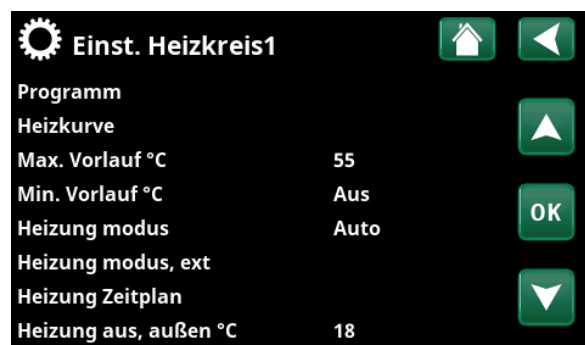 Einst. Heizkreis1
Programm
Heizkurve
Max. Vorlauf °C 55
Min. Vorlauf °C Aus
Heizung modus Auto
OK
Heizung modus, ext
Heizung Zeitplan
Heizung aus, außen °C 18